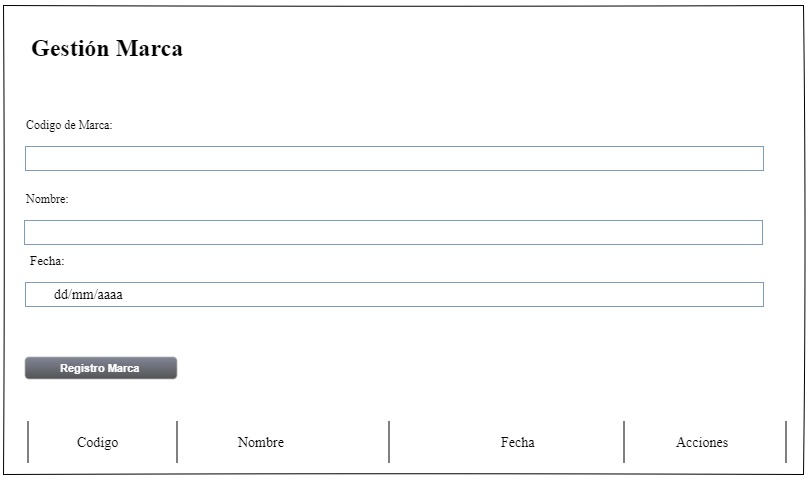 Gestión Marca
Codigo de Marca:
Nombre:
Fecha:
dd/mm/aaaa
Registro Marca
Codigo Nombre Fecha Acciones